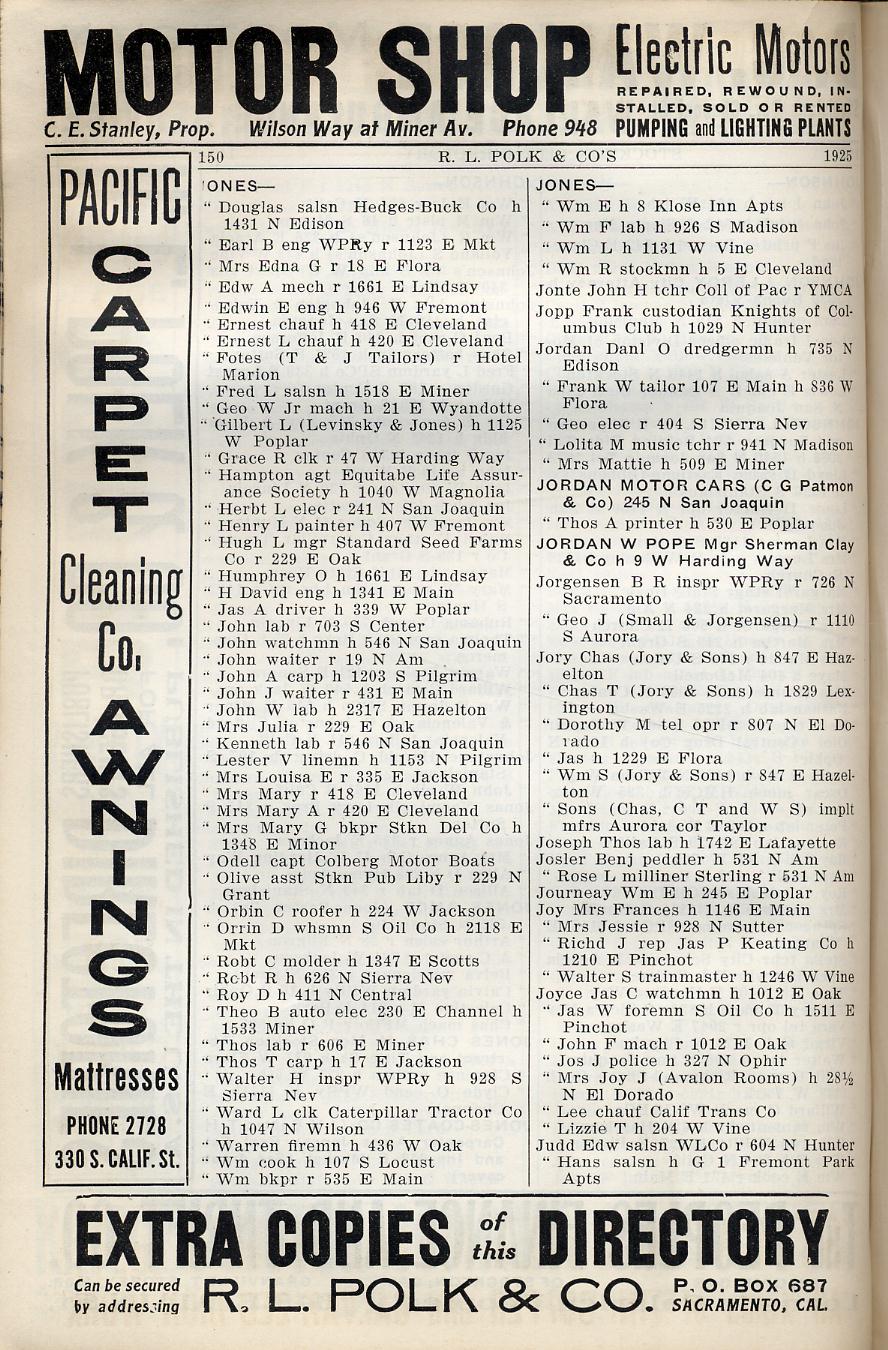 MOTOR SHOP
Electric Motors
REPAIRED, REWOUND, IN-
STALLED, SOLD OR RENTED
C. E. Stanley, Prop. Wilson Way at Miner Av. Phone 948 PUMPING and LIGHTING PLANTS
PACIFIC
CARPET
Cleaning
Co.
AWNINGS
Mattresses
PHONE 2728
330 S. CALIF. St.
150 R. L. POLK & CO'S 1925
JONES—
" Douglas salsn Hedges-Buck Co h
1431 N Edison
" Earl B eng WPRy r 1123 E Mkt
" Mrs Edna G r 18 E Flora
" Edw A mech r 1661 E Lindsay
" Edwin E eng h 946 W Fremont
" Ernest chauf h 418 E Cleveland
" Ernest L chauf h 420 E Cleveland
" Fotes (T & J Tailors) r Hotel
Marion
" Fred L salsn h 1518 E Miner
" Geo W Jr mach h 21 E Wyandotte
" Gilbert L (Levinsky & Jones) h 1125
W Poplar
" Grace R clk r 47 W Harding Way
" Hampton agt Equitabe Life Assur-
ance Society h 1040 W Magnolia
" Herbt L elec r 241 N San Joaquin
" Henry L painter h 407 W Fremont
" Hugh L mgr Standard Seed Farms
Co r 229 E Oak
" Humphrey O h 1661 E Lindsay
" H David eng h 1341 E Main
" Jas A driver h 339 W Poplar
" John lab r 703 S Center
" John watchmn h 546 N San Joaquin
" John waiter r 19 N Am
" John A carp h 1203 S Pilgrim
" John J waiter r 431 E Main
" John W lab h 2317 E Hazelton
" Mrs Julia r 229 E Oak
" Kenneth lab r 546 N San Joaquin
" Lester V linemn h 1153 N Pilgrim
" Mrs Louisa E r 335 E Jackson
" Mrs Mary r 418 E Cleveland
" Mrs Mary A r 420 E Cleveland
" Mrs Mary G bkpr Stkn Del Co h
1348 E Minor
" Odell capt Colberg Motor Boats
" Olive asst Stkn Pub Liby r 229 N
Grant
" Orbin C roofer h 224 W Jackson
" Orrin D whsmn S Oil Co h 2118 E
Mkt
" Robt C molder h 1347 E Scotts
" Robt R h 626 N Sierra Nev
" Roy D h 411 N Central
" Theo B auto elec 230 E Channel h
1533 Miner
" Thos lab r 606 E Miner
" Thos T carp h 17 E Jackson
" Walter H inspr WPRy h 928 S
Sierra Nev
" Ward L clk Caterpillar Tractor Co
h 1047 N Wilson
" Warren firemn h 436 W Oak
" Wm cook h 107 S Locust
" Wm bkpr r 535 E Main
JONES—
" Wm E h 8 Klose Inn Apts
" Wm F lab h 926 S Madison
" Wm L h 1131 W Vine
" Wm R stockmn h 5 E Cleveland
Jonte John H tchr Coll of Pac r YMCA
Jopp Frank custodian Knights of Col-
umbus Club h 1029 N Hunter
Jordan Danl O dredgermn h 735 N
Edison
" Frank W tailor 107 E Main h 836 W
Flora
" Geo elec r 404 S Sierra Nev
" Lolita M music tchr r 941 N Madison
" Mrs Mattie h 509 E Miner
JORDAN MOTOR CARS (C G Patmon
& Co) 245 N San Joaquin
" Thos A printer h 530 E Poplar
JORDAN W POPE Mgr Sherman Clay
& Co h 9 W Harding Way
Jorgensen B R inspr WPRy r 726 N
Sacramento
" Geo J (Small & Jorgensen) r 1110
S Aurora
Jory Chas (Jory & Sons) h 847 E Haz-
elton
" Chas T (Jory & Sons) h 1829 Lex-
ington
" Dorothy M tel opr r 807 N El Do-
rado
" Jas h 1229 E Flora
" Wm S (Jory & Sons) r 847 E Hazel-
ton
" Sons (Chas, C T and W S) implt
mfrs Aurora cor Taylor
Joseph Thos lab h 1742 E Lafayette
Josler Benj peddler h 531 N Am
" Rose L milliner Sterling r 531 N Am
Journeay Wm E h 245 E Poplar
Joy Mrs Frances h 1146 E Main
" Mrs Jessie r 928 N Sutter
" Richd J rep Jas P Keating Co h
1210 E Pinchot
" Walter S trainmaster h 1246 W Vine
Joyce Jas C watchmn h 1012 E Oak
" Jas W foremn S Oil Co h 1511 E
Pinchot
" John F mach r 1012 E Oak
" Jos J police h 327 N Ophir
" Mrs Joy J (Avalon Rooms) h 28½
N El Dorado
" Lee chauf Calif Trans Co
" Lizzie T h 204 W Vine
Judd Edw salsn WLCo r 604 N Hunter
" Hans salsn h G 1 Fremont Park
Apts
EXTRA COPIES of this DIRECTORY
Can be secured
by addressing
R. L. POLK & CO.
P. O. BOX 687
SACRAMENTO, CAL.